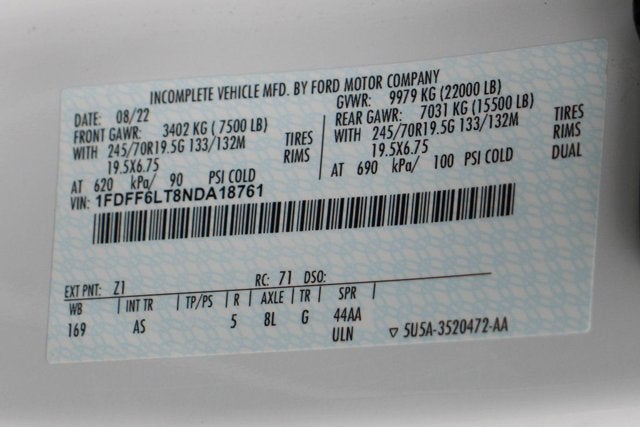 INCOMPLETE VEHICLE MFD. BY FORD MOTOR COMPANY
DATE: 08/22 GVWR: 9979 KG (22000 LB)
FRONT GAWR: 3402 KG ( 7500 LB) REAR GAWR: 7031 KG (15500 LB)
WITH 245/70R19.5G 133/132M TIRES WITH 245/70R19.5G 133/132M TIRES
19.5X6.75 RIMS 19.5X6.75 RIMS
AT 620 kPa/ 90 PSI COLD AT 690 kPa/ 100 PSI COLD DUAL
VIN: 1FDFF6LT8NDA18761
EXT PNT: Z1 RC: 71 DSO:
WB | INT TR | TP/PS | R | AXLE | TR | SPR |
169 AS 5 8L G 44AA
ULN ▽ 5U5A-3520472-AA